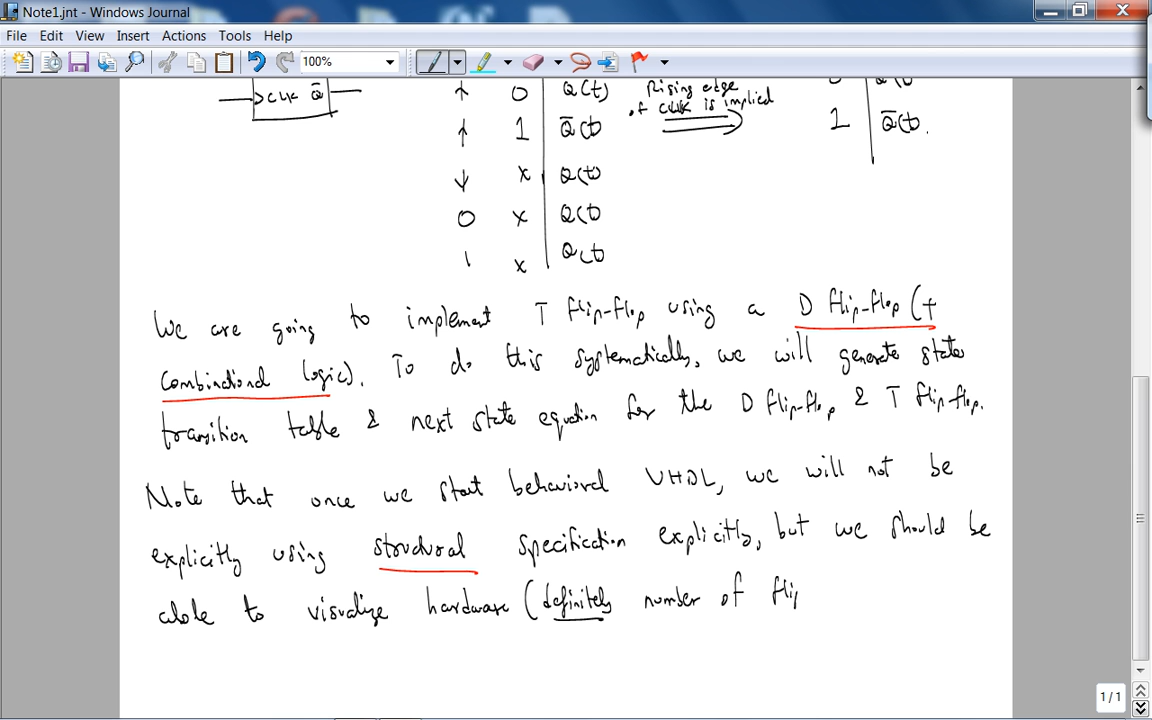 Note1.jnt - Windows Journal
File Edit View Insert Actions Tools Help
100%
>CLK Q̄
↑ 0 Q(t)
Rising edge
of CLK is implied
↑ 1 Q̄(t)
1 Q̄(t).
↓ x Q(t)
0 x Q(t)
1 x Q(t)
We are going to implement T flip-flop using a D flip-flop (+
combinational logic). To do this systematically, we will generate state
transition table & next state equation for the D flip-flop & T flip-flop.
Note that once we start behavioral VHDL, we will not be
explicitly using structural specification explicitly, but we should be
able to visualize hardware (definitely number of flip
1 / 1